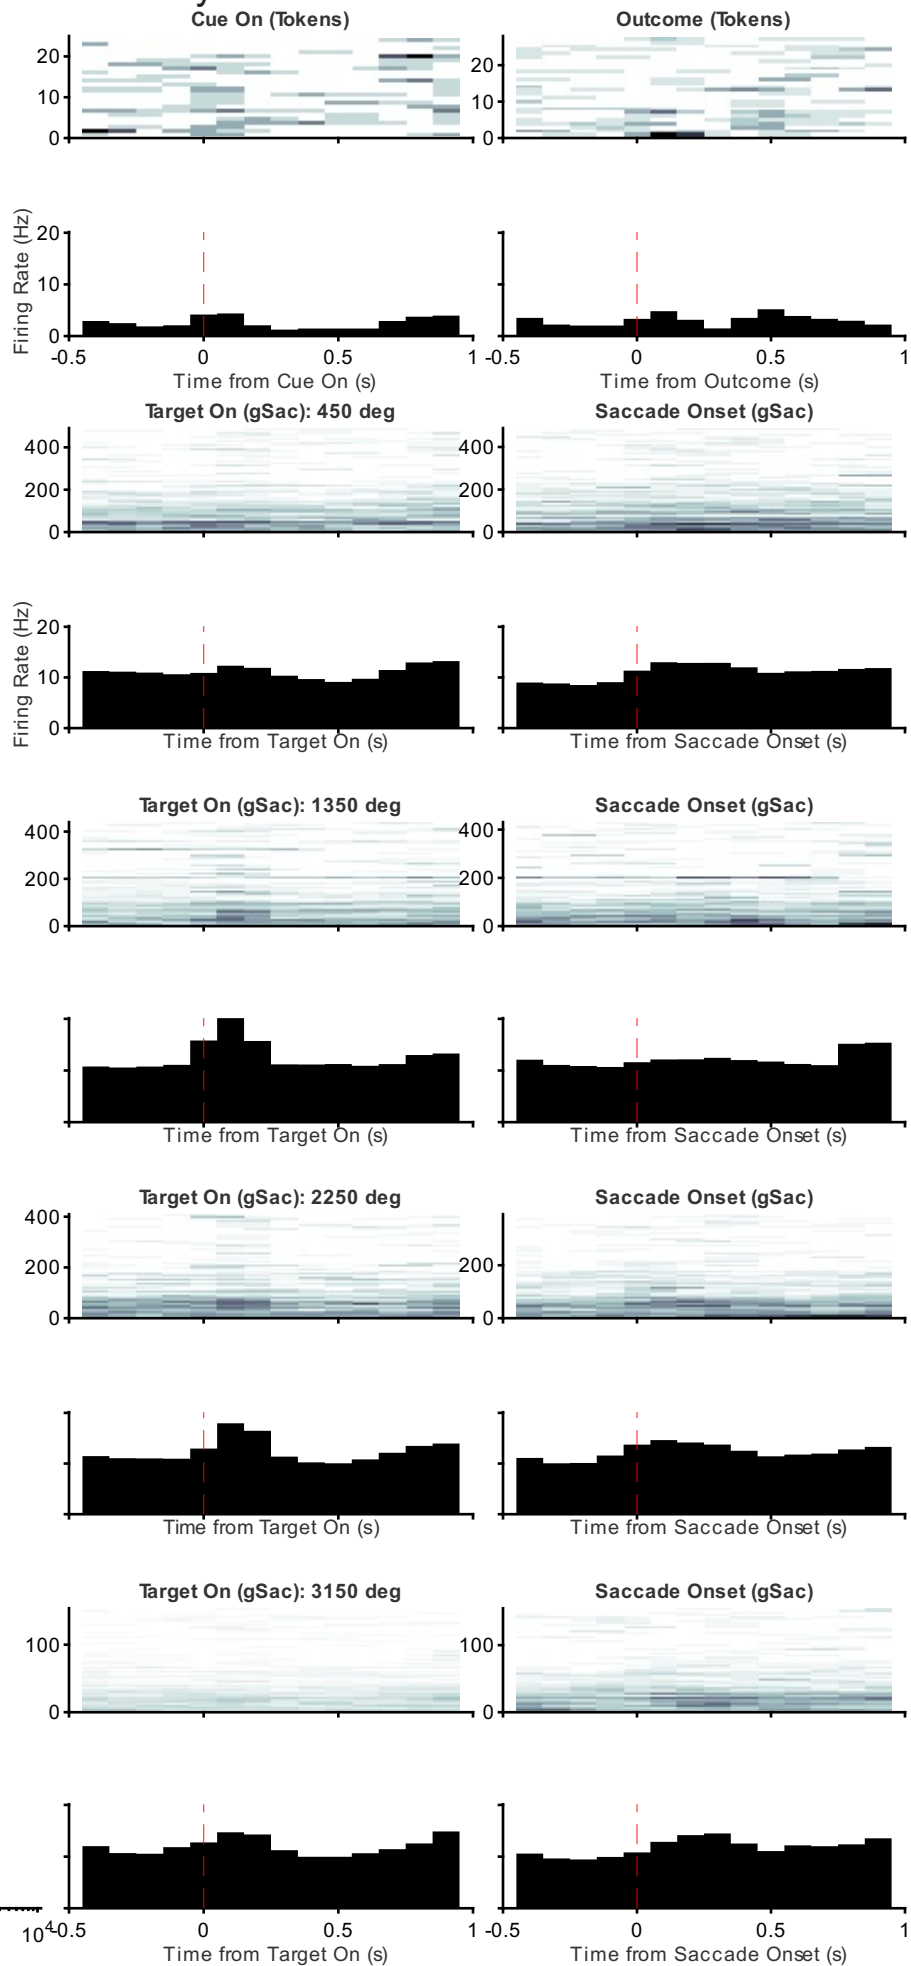 y
Cue On (Tokens) Outcome (Tokens)
20 20
10 10
0 0
Firing Rate (Hz)
20
10
0
-0.5 0 0.5 1 -0.5 0 0.5 1
Time from Cue On (s) Time from Outcome (s)
Target On (gSac): 450 deg Saccade Onset (gSac)
400 400
200 200
0 0
Firing Rate (Hz)
20
10
0
Time from Target On (s) Time from Saccade Onset (s)
Target On (gSac): 1350 deg Saccade Onset (gSac)
400 400
200 200
0 0
Time from Target On (s) Time from Saccade Onset (s)
Target On (gSac): 2250 deg Saccade Onset (gSac)
400
200 200
0 0
Time from Target On (s) Time from Saccade Onset (s)
Target On (gSac): 3150 deg Saccade Onset (gSac)
100 100
0 0
10⁴ -0.5 0 0.5 1 -0.5 0 0.5 1
Time from Target On (s) Time from Saccade Onset (s)